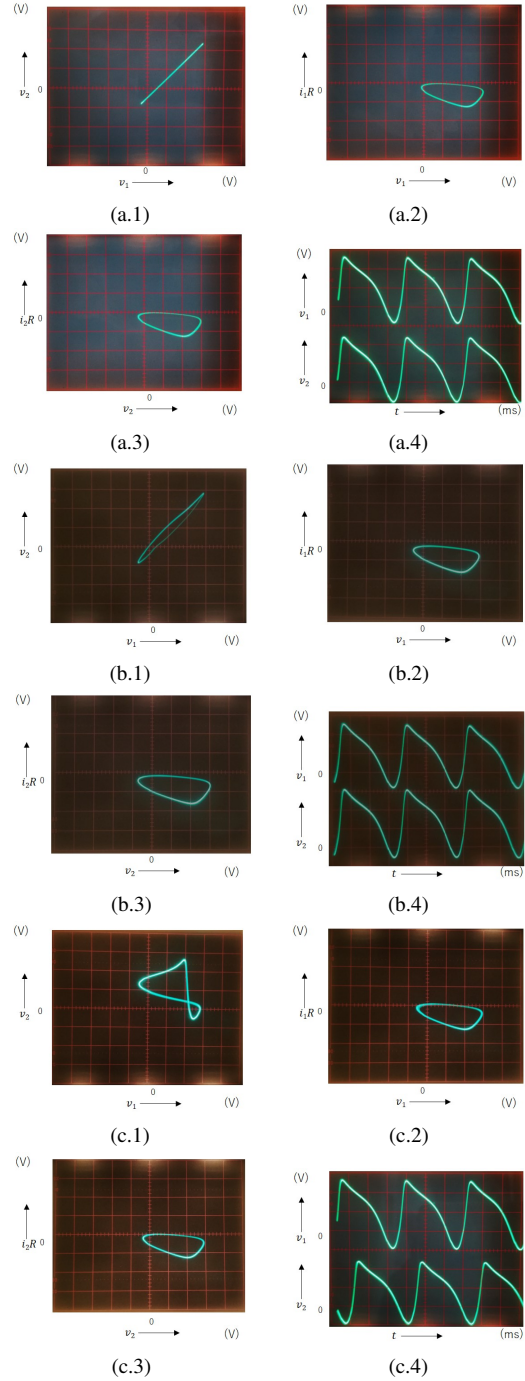 (V)
v₂
0
0
v₁
(V)
(a.1)
(V)
i₁R
0
0
v₁
(V)
(a.2)
(V)
i₂R
0
0
v₂
(V)
(a.3)
(V)
v₁
0
v₂
0
t
(ms)
(a.4)
(V)
v₂
0
0
v₁
(V)
(b.1)
(V)
i₁R
0
0
v₁
(V)
(b.2)
(V)
i₂R
0
0
v₂
(V)
(b.3)
(V)
v₁
0
v₂
0
t
(ms)
(b.4)
(V)
v₂
0
0
v₁
(V)
(c.1)
(V)
i₁R
0
0
v₁
(V)
(c.2)
(V)
i₂R
0
0
v₂
(V)
(c.3)
(V)
v₁
0
v₂
0
t
(ms)
(c.4)